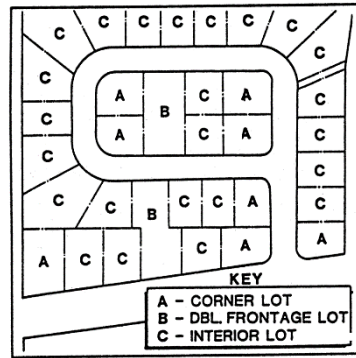 C C C C C C C C
C C
C A C A C
B
C A C A C
C C
C C B C C A C
A C C C A A
KEY
A - CORNER LOT
B - DBL. FRONTAGE LOT
C - INTERIOR LOT